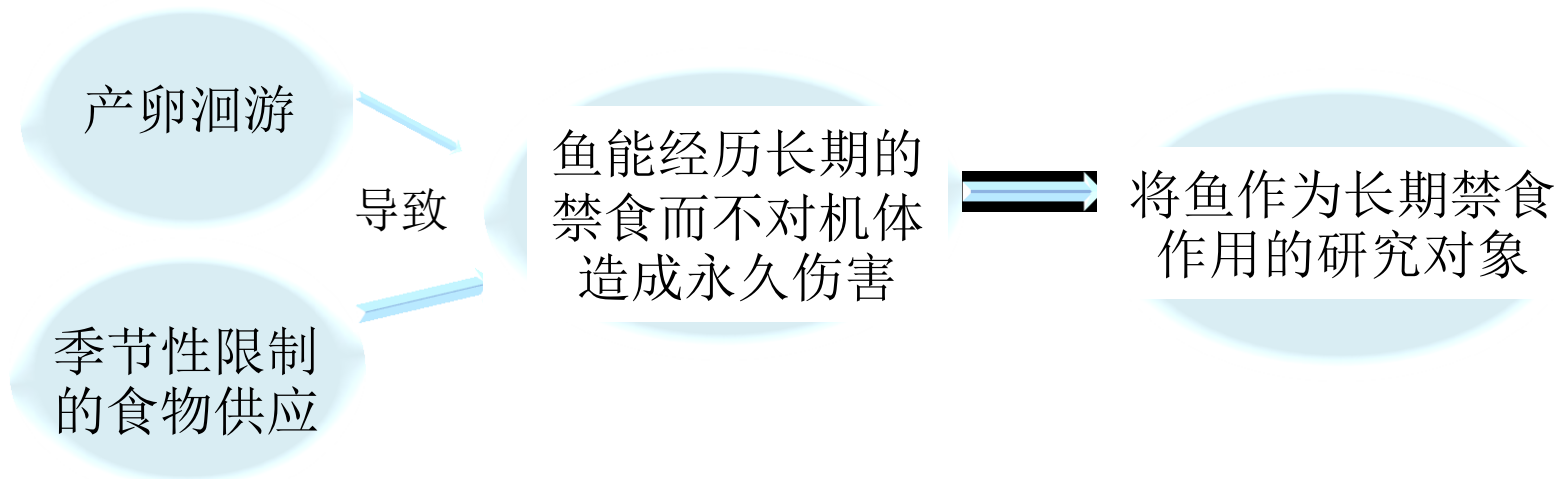 产卵洄游
导致
季节性限制
的食物供应
鱼能经历长期的
禁食而不对机体
造成永久伤害
将鱼作为长期禁食
作用的研究对象